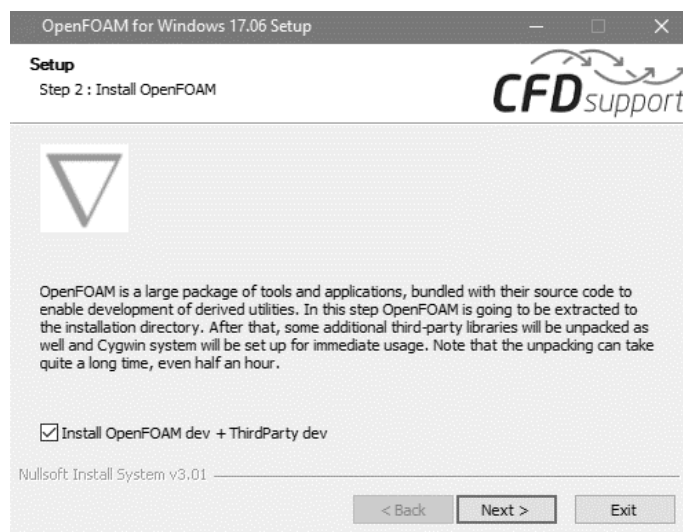 OpenFOAM for Windows 17.06 Setup
Setup
Step 2 : Install OpenFOAM
CFDsupport
OpenFOAM is a large package of tools and applications, bundled with their source code to
enable development of derived utilities. In this step OpenFOAM is going to be extracted to
the installation directory. After that, some additional third-party libraries will be unpacked as
well and Cygwin system will be set up for immediate usage. Note that the unpacking can take
quite a long time, even half an hour.
Install OpenFOAM dev + ThirdParty dev
Nullsoft Install System v3.01
< Back Next > Exit